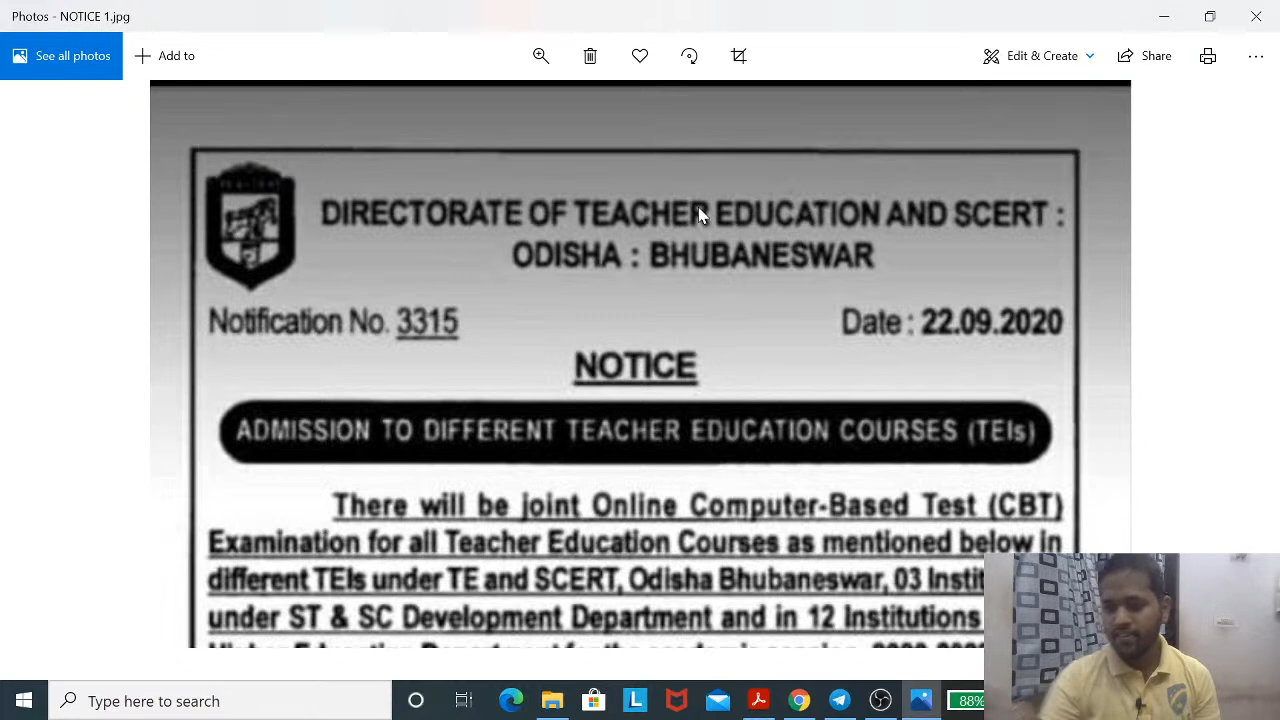 Photos - NOTICE 1.jpg
See all photos
Add to
Edit & Create
Share
DIRECTORATE OF TEACHER EDUCATION AND SCERT :
ODISHA : BHUBANESWAR
Notification No. 3315
Date : 22.09.2020
NOTICE
ADMISSION TO DIFFERENT TEACHER EDUCATION COURSES (TEIs)
There will be joint Online Computer-Based Test (CBT)
Examination for all Teacher Education Courses as mentioned below in
different TEIs under TE and SCERT, Odisha Bhubaneswar, 03
under ST & SC Development Department and in 12 Institutions
Type here to search
L
88%